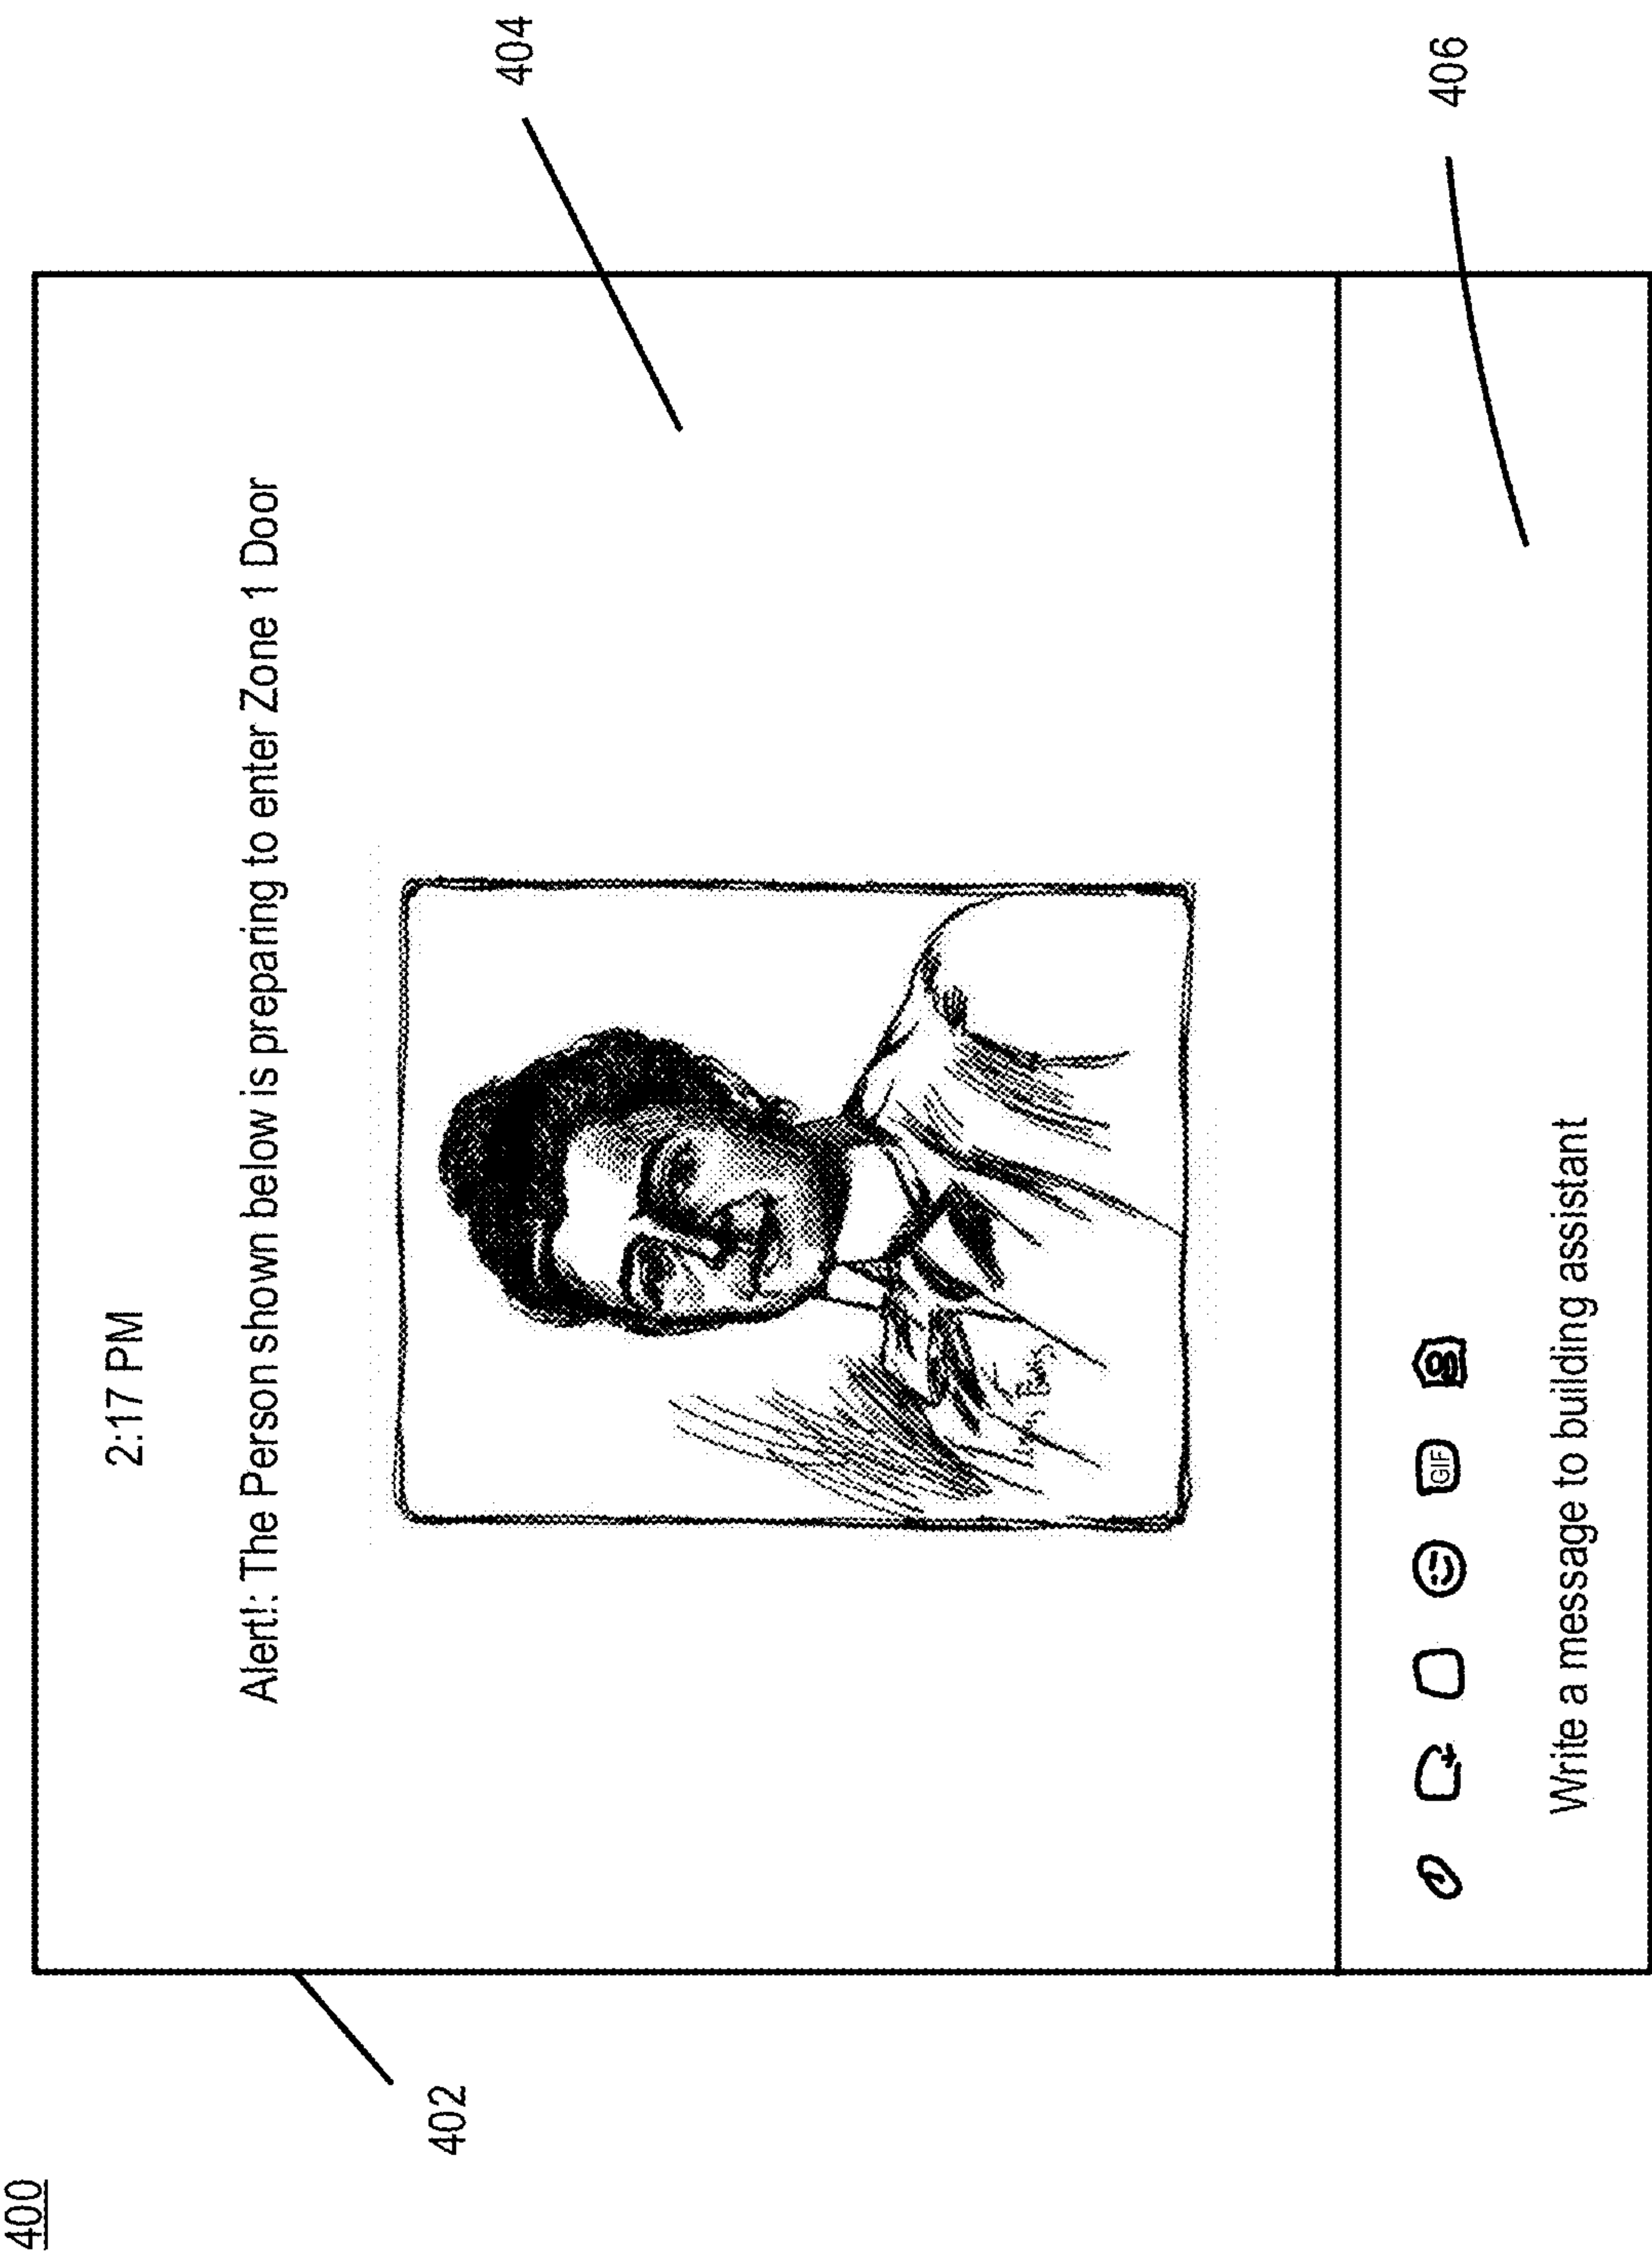 400
402
2:17 PM
Alert!: The Person shown below is preparing to enter Zone 1 Door
404
GIF
406
Write a message to building assistant